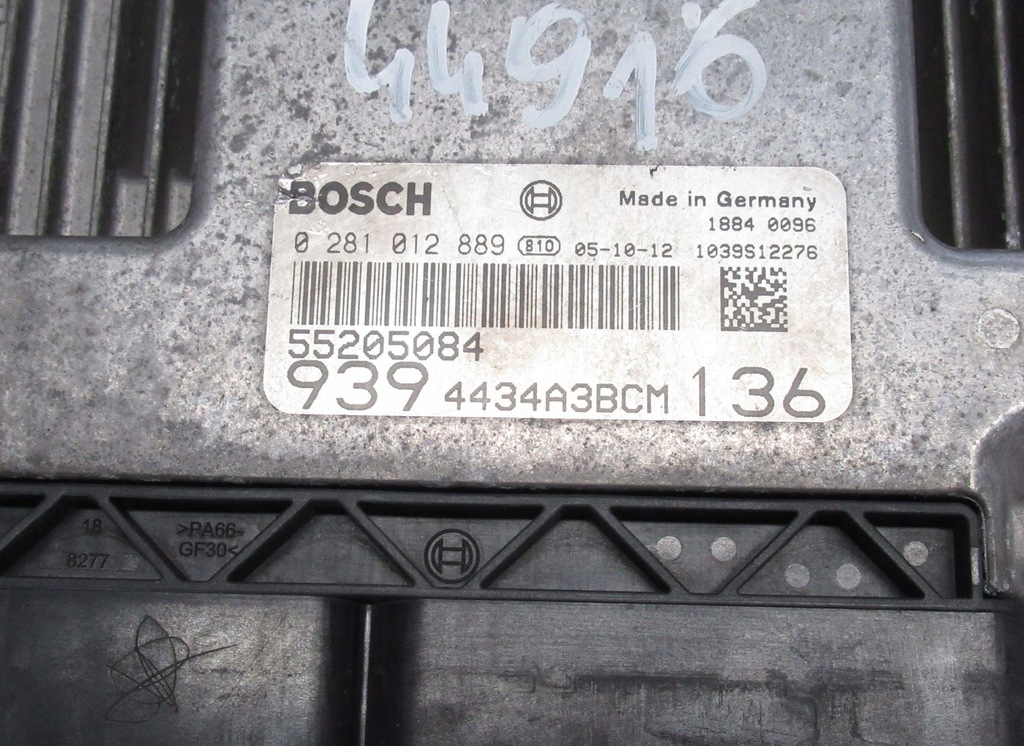 44916
BOSCH Made in Germany
1884 0096
0 281 012 889 810 05-10-12 1039S12276
55205084
939 4434A3BCM 136
18 >PA66-
8277 GF30<